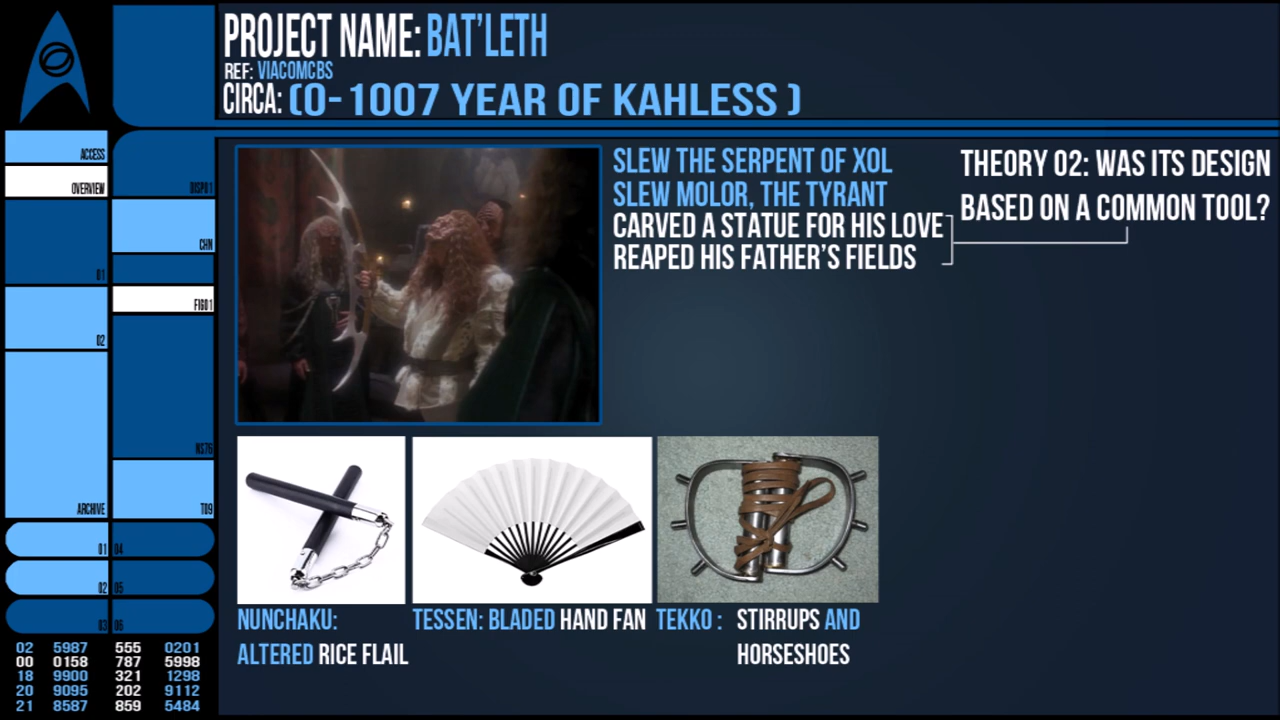 PROJECT NAME: BAT'LETH
REF: VIACOMCBS
CIRCA: (0-1007 YEAR OF KAHLESS )
ACCESS
OVERVIEW
01
02
ARCHIVE
01
02
03
DISP01
CHN
FIG01
NS76
T09
04
05
06
02 5987 555 0201
00 0158 787 5998
18 9900 321 1298
20 9095 202 9112
21 8587 859 5484
SLEW THE SERPENT OF XOL
SLEW MOLOR, THE TYRANT
CARVED A STATUE FOR HIS LOVE
REAPED HIS FATHER'S FIELDS
THEORY 02: WAS ITS DESIGN
BASED ON A COMMON TOOL?
NUNCHAKU:
ALTERED RICE FLAIL
TESSEN: BLADED HAND FAN
TEKKO : STIRRUPS AND
HORSESHOES